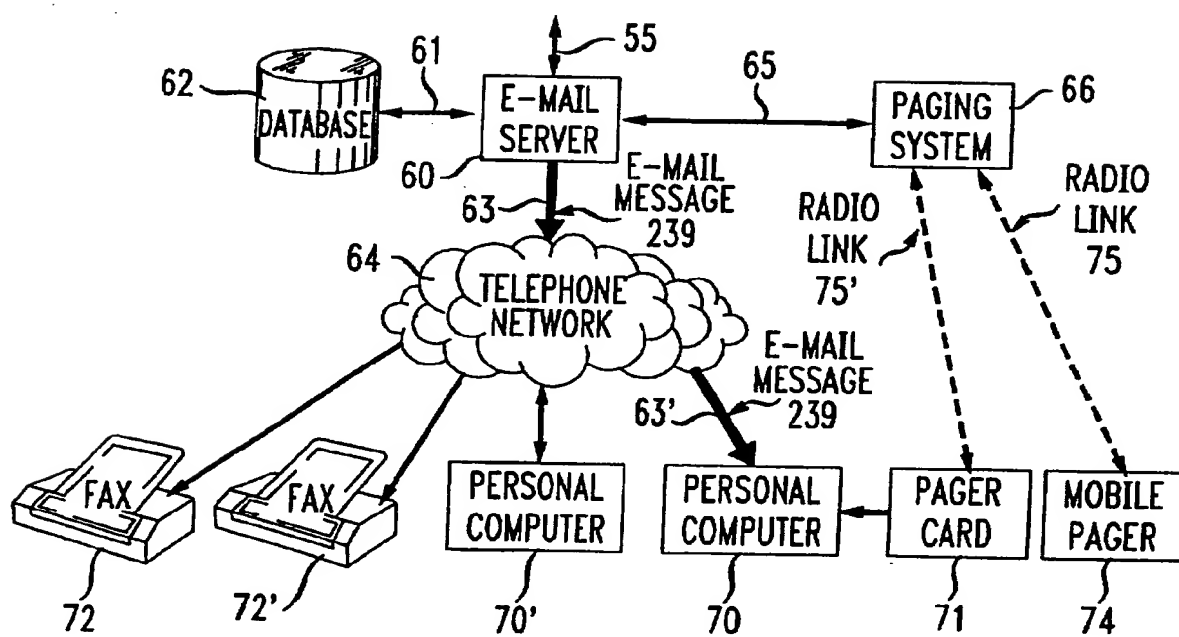 55
61
62
DATABASE
E-MAIL
SERVER
60
65
PAGING
SYSTEM
66
63
E-MAIL
MESSAGE
239
RADIO
LINK
75'
RADIO
LINK
75
64
TELEPHONE
NETWORK
63'
E-MAIL
MESSAGE
239
FAX
72
FAX
72'
PERSONAL
COMPUTER
70'
PERSONAL
COMPUTER
70
PAGER
CARD
71
MOBILE
PAGER
74